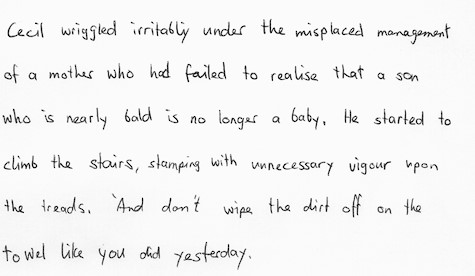 Cecil wriggled irritably under the misplaced management
of a mother who had failed to realise that a son
who is nearly bald is no longer a baby. He started to
climb the stairs, stamping with unnecessary vigour upon
the treads. 'And don't wipe the dirt off on the
towel like you did yesterday.